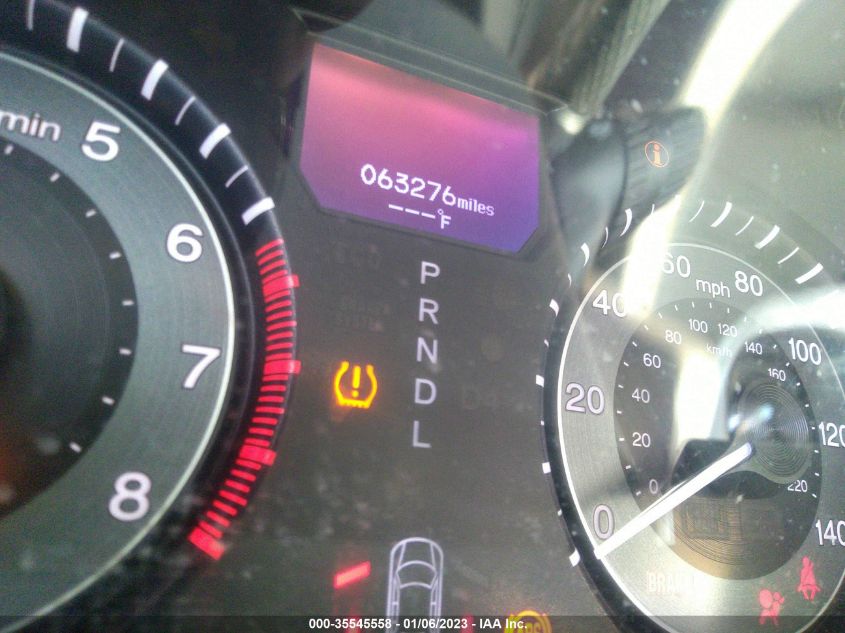 063276miles
---°F
min 5
6
7
8
P
R
N
D
L
0 20 40 60 80 100 120 140
mph
0 20 40 60 80 100 120 140 160 220
km/h
000-35545558 - 01/06/2023 - IAA Inc.